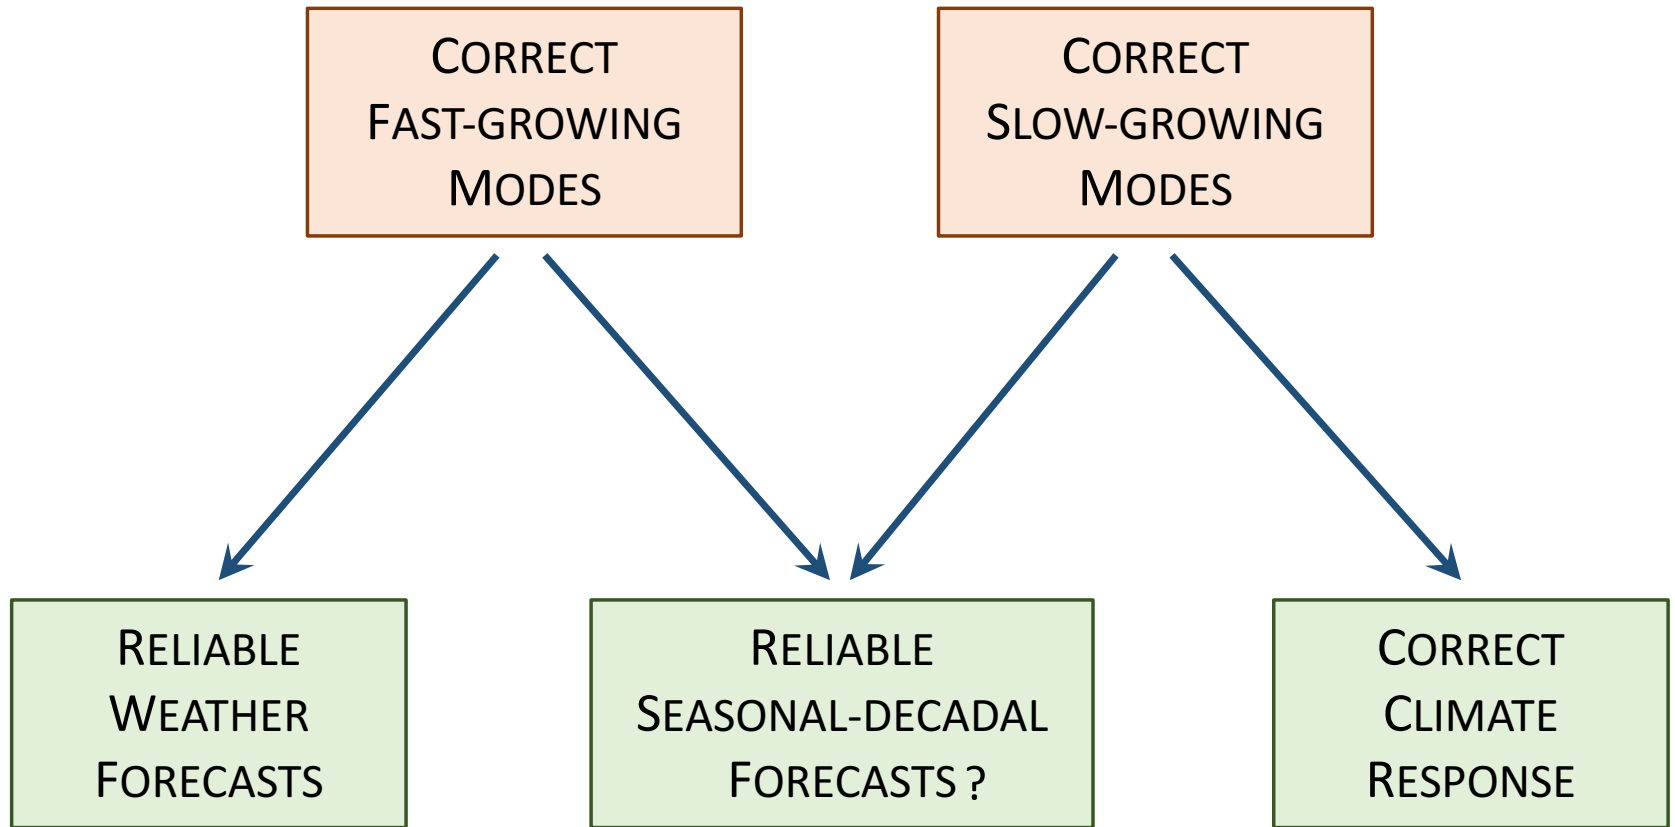 CORRECT
FAST-GROWING
MODES
CORRECT
SLOW-GROWING
MODES
RELIABLE
WEATHER
FORECASTS
RELIABLE
SEASONAL-DECADAL
FORECASTS ?
CORRECT
CLIMATE
RESPONSE